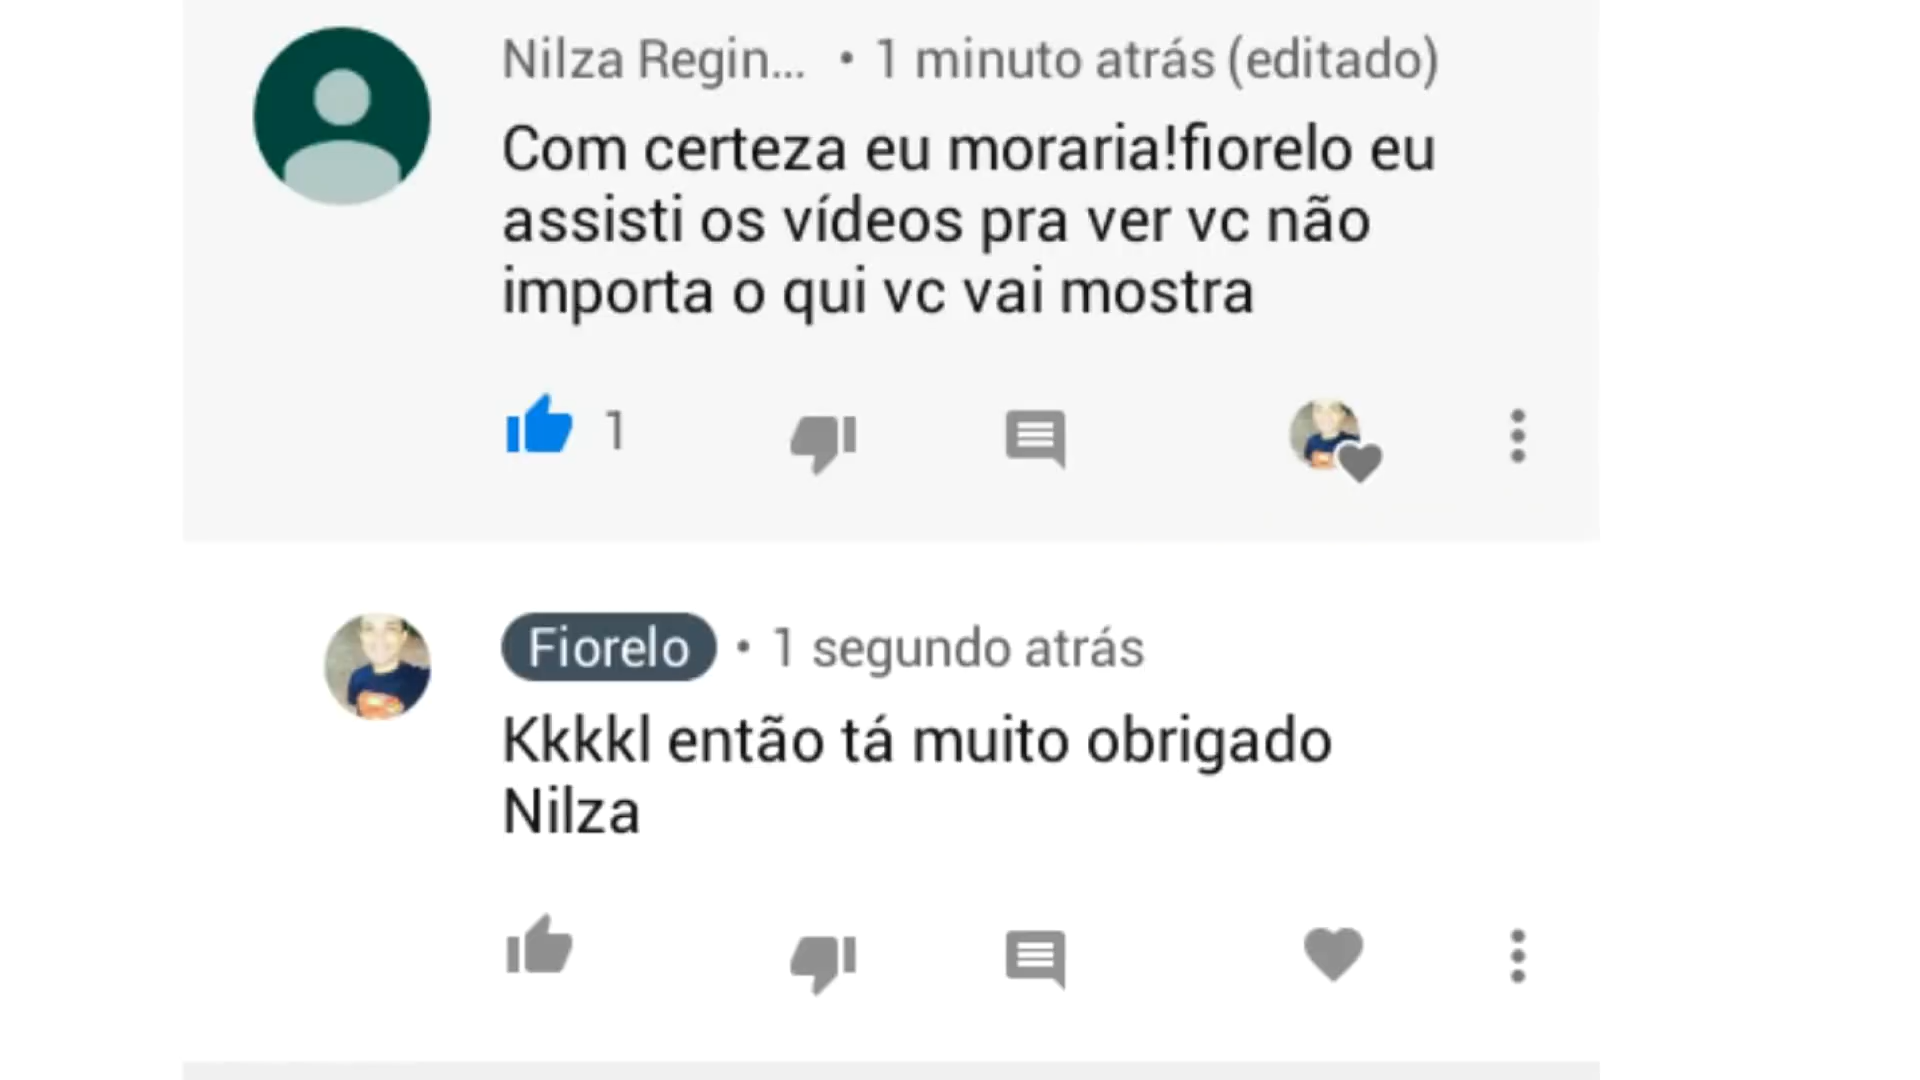 Nilza Regin... • 1 minuto atrás (editado)
Com certeza eu moraria!fiorelo eu
assisti os vídeos pra ver vc não
importa o qui vc vai mostra
1
Fiorelo • 1 segundo atrás
Kkkkl então tá muito obrigado
Nilza